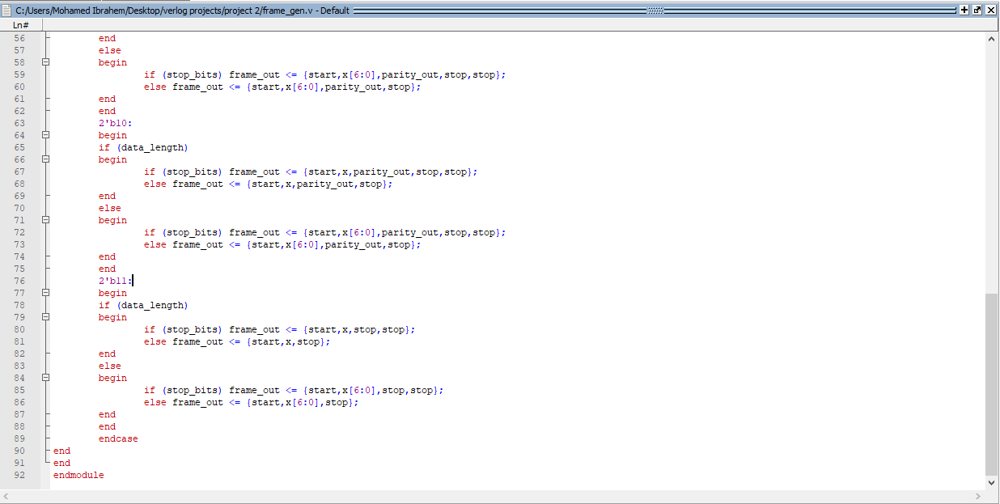 C:/Users/Mohamed Ibrahem/Desktop/verlog projects/project 2/frame_gen.v - Default
Ln#
56 end
57 else
58 begin
59 if (stop_bits) frame_out <= {start,x[6:0],parity_out,stop,stop};
60 else frame_out <= {start,x[6:0],parity_out,stop};
61 end
62 end
63 2'b10:
64 begin
65 if (data_length)
66 begin
67 if (stop_bits) frame_out <= {start,x,parity_out,stop,stop};
68 else frame_out <= {start,x,parity_out,stop};
69 end
70 else
71 begin
72 if (stop_bits) frame_out <= {start,x[6:0],parity_out,stop,stop};
73 else frame_out <= {start,x[6:0],parity_out,stop};
74 end
75 end
76 2'b11:
77 begin
78 if (data_length)
79 begin
80 if (stop_bits) frame_out <= {start,x,stop,stop};
81 else frame_out <= {start,x,stop};
82 end
83 else
84 begin
85 if (stop_bits) frame_out <= {start,x[6:0],stop,stop};
86 else frame_out <= {start,x[6:0],stop};
87 end
88 end
89 endcase
90 end
91 end
92 endmodule